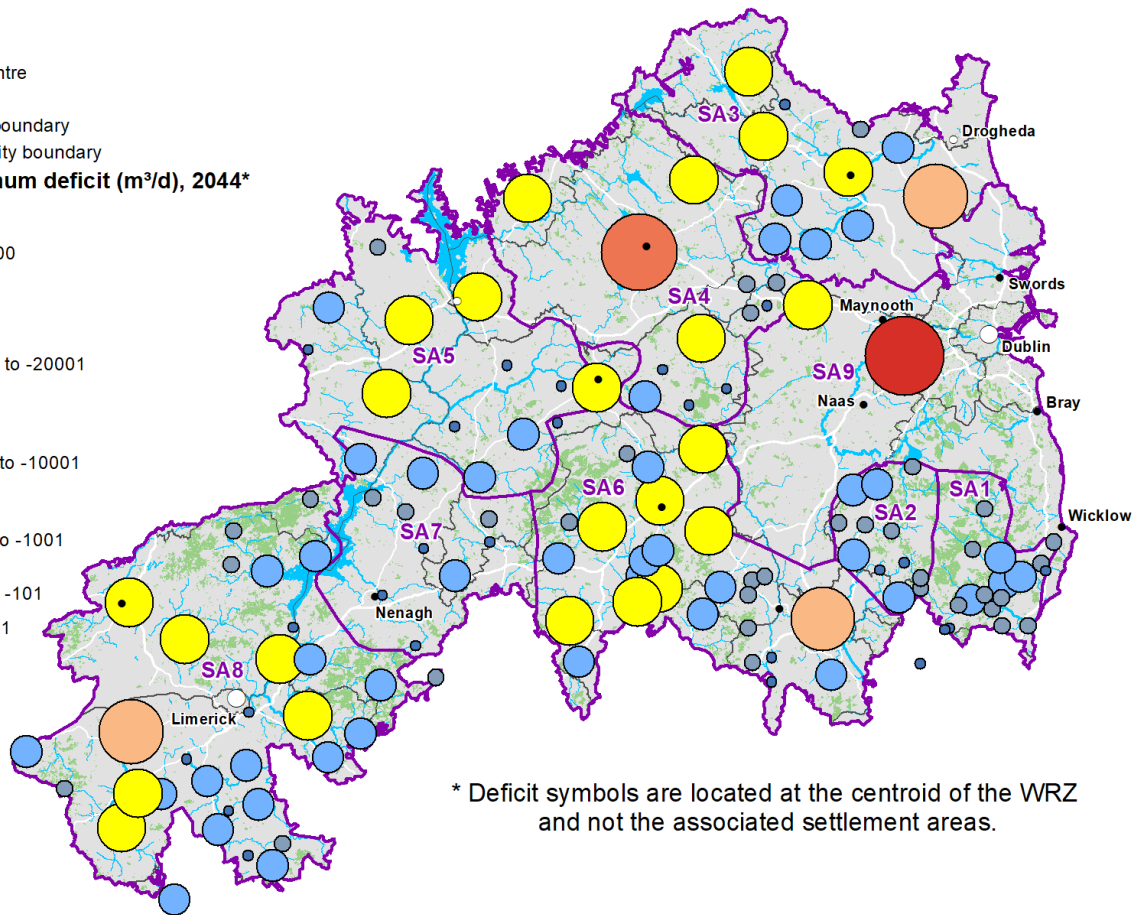 ntre
oundary
ity boundary
num deficit (m³/d), 2044*
00
to -20001
to -10001
o -1001
-101
1
SA3
Drogheda
Swords
SA4
Maynooth
Dublin
SA5
SA9
Naas
Bray
SA6
SA1
SA2
Wicklow
SA7
Nenagh
SA8
Limerick
* Deficit symbols are located at the centroid of the WRZ
and not the associated settlement areas.